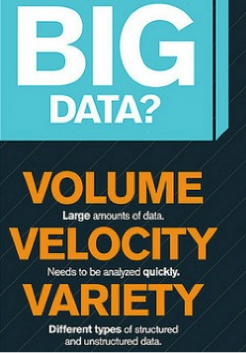 BIG
DATA?
VOLUME
Large amounts of data.
VELOCITY
Needs to be analyzed quickly.
VARIETY
Different types of structured
and unstructured data.